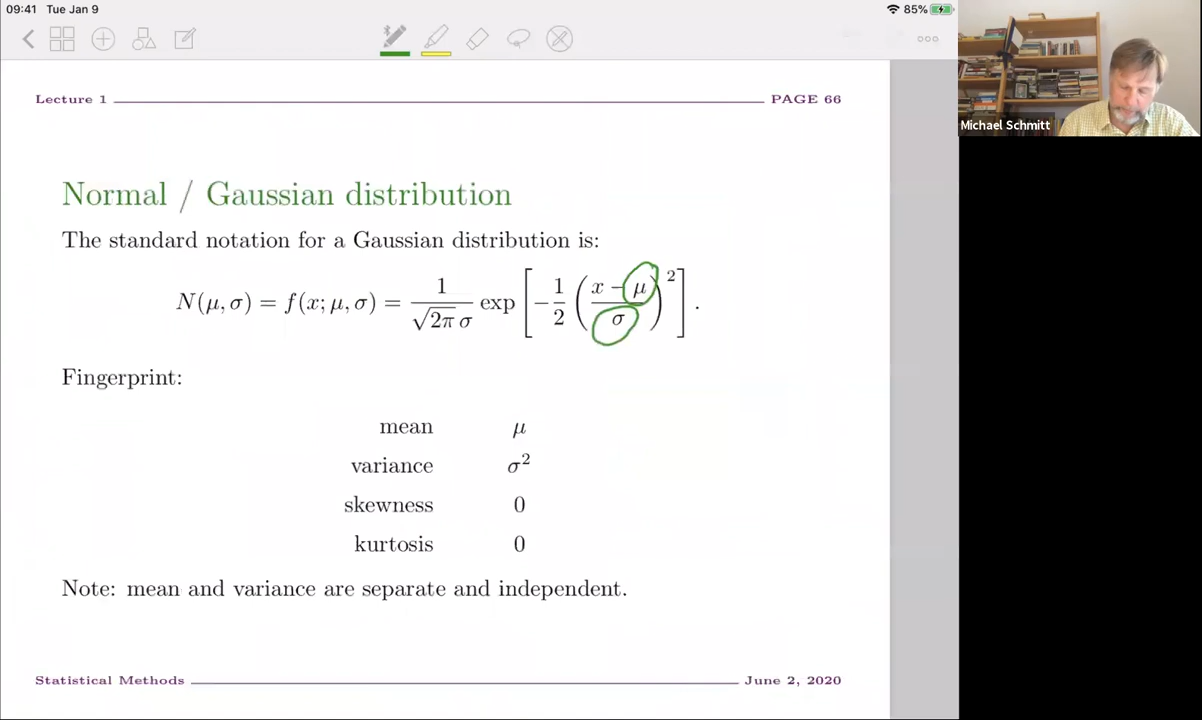 09:41 Tue Jan 9
85%
Lecture 1
PAGE 66
Michael Schmitt
Normal / Gaussian distribution
The standard notation for a Gaussian distribution is:
N(μ, σ) = f(x; μ, σ) = 1/(√2π σ) exp [ −1/2 ( (x − μ)/σ )² ] .
Fingerprint:
mean μ
variance σ²
skewness 0
kurtosis 0
Note: mean and variance are separate and independent.
Statistical Methods
June 2, 2020